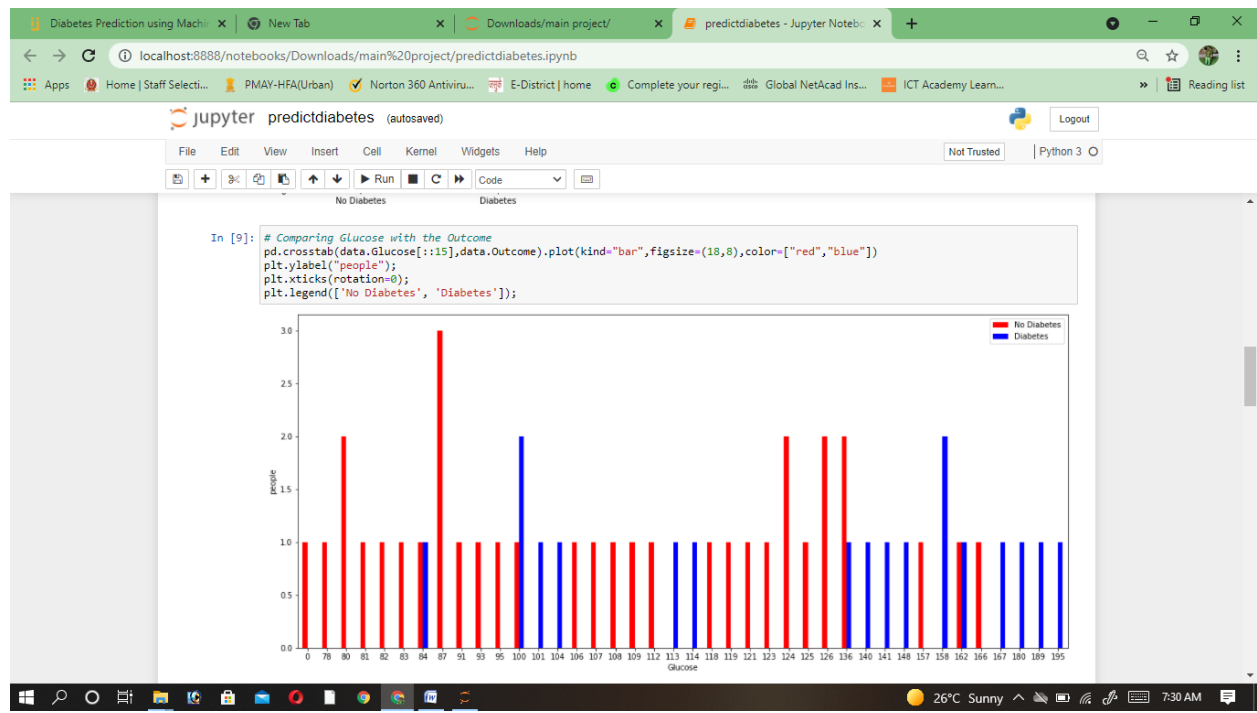 Diabetes Prediction using Machin
New Tab
Downloads/main project/
predictdiabetes - Jupyter Notebo
localhost:8888/notebooks/Downloads/main%20project/predictdiabetes.ipynb
Apps Home | Staff Selecti... PMAY-HFA(Urban) Norton 360 Antiviru... E-District | home Complete your regi... Global NetAcad Ins... ICT Academy Learn... » Reading list
jupyter predictdiabetes (autosaved) Logout
File Edit View Insert Cell Kernel Widgets Help Not Trusted Python 3
Run Code
No Diabetes Diabetes
In [9]: # Comparing Glucose with the Outcome
pd.crosstab(data.Glucose[::15],data.Outcome).plot(kind="bar",figsize=(18,8),color=["red","blue"])
plt.ylabel("people");
plt.xticks(rotation=0);
plt.legend(['No Diabetes', 'Diabetes']);
No Diabetes
Diabetes
3.0
2.5
2.0
1.5
1.0
0.5
0.0
people
0 78 80 81 82 83 84 87 91 93 95 100 101 104 106 107 108 109 112 113 114 118 119 121 123 124 125 126 136 140 141 148 157 158 162 166 167 180 189 195
Glucose
26°C Sunny 7:30 AM